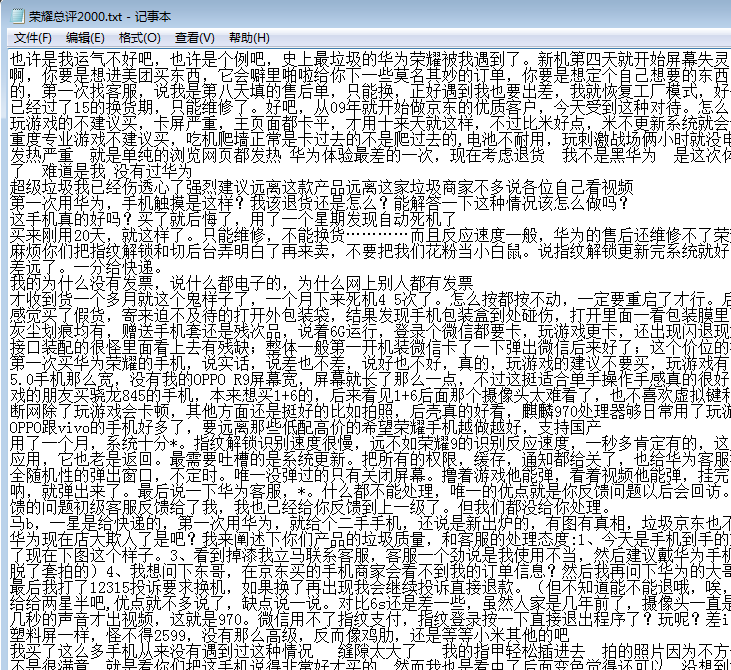 荣耀总评2000.txt - 记事本
文件(F) 编辑(E) 格式(O) 查看(V) 帮助(H)
也许是我运气不好吧，也许是个例吧，史上最垃圾的华为荣耀被我遇到了。新机第四天就开始屏幕失灵
啊，你要是想进美团买东西，它会噼里啪啦给你下一些莫名其妙的订单，你要是想定个自己想要的东西
的，第一次找客服，说我是第八天填的售后单，只能换，正好遇到我也要出差，我就恢复工厂模式，好
已经过了15的换货期，只能维修了。好吧，从09年就开始做京东的优质客户，今天受到这种对待。怎么
玩游戏的不建议买，卡屏严重，主页面都卡平，才用十来天就这样，不过比米好点，米不更新系统就会
重度专业游戏不建议买，吃机爬墙正常是卡过去的不是爬过去的,电池不耐用，玩刺激战场俩小时就没电
发热严重 就是单纯的浏览网页都发热 华为体验最差的一次，现在考虑退货 我不是黑华为 是这次
了 难道是我 没有过华为
超级垃圾我已经伤透心了强烈建议远离这款产品远离这家垃圾商家不多说各位自己看视频
第一次用华为，手机触摸是这样？我该退货还是怎么？能解答一下这种情况该怎么做吗？
这手机真的好吗？买了就后悔了，用了一个星期发现自动死机了
买来刚用20天，就这样了。只能维修，不能换货…………而且反应速度一般，华为的售后还维修不了荣
麻烦你们把指纹解锁和切后台弄明白了再来卖，不要把我们花粉当小白鼠。说指纹解锁更新完系统就好
差远了。一分给快递。
我的为什么没有发票，说什么都电子的，为什么网上别人都有发票
才收到货一个多月就这个鬼样子了，一个月下来死机4 5次了。怎么按都按不动，一定要重启了才行。后
感觉买了假货，寄来迫不及待的打开外包装袋，结果发现手机包装盒到处碰伤，打开里面一看包装膜里
灰尘划痕均有，赠送手机套还是残次品，说着6G运行，登录个微信都要卡，玩游戏更卡，还出现闪退现
接口装配的很怪里面看上去有残缺；整体一般第一开机装微信卡了一下弹出微信后来好了；这个价位的
第一次买华为荣耀的手机，说实话，说差也不差，说好也不好，真的，玩游戏的建议不要买，玩游戏有
5.0手机那么宽，没有我的OPPO R9屏幕宽，屏幕就长了那么一点，不过这挺适合单手操作手感真的很好
戏的朋友买骁龙845的手机，本来想买1+6的，后来看见1+6后面那个摄像头太难看了，也不喜欢虚拟键和
断网除了玩游戏会卡顿，其他方面还是挺好的比如拍照，后壳真的好看，麒麟970处理器够日常用了玩游
OPPO跟vivo的手机好多了，要远离那些低配高价的希望荣耀手机越做越好，支持国产
用了一个月，系统十分*。指纹解锁识别速度很慢，远不如荣耀9的识别反应速度，一秒多肯定有的，这
应用，它也老是返回。最需要吐槽的是系统更新。把所有的权限，缓存，通知都给关了，也给华为客服
全随机性的弹出窗口，不定时。唯一没弹过的只有关闭屏幕。撸着游戏他能弹，看着视频他能弹，挂完
呐，就弹出来了。最后说一下华为客服，*。什么都不能处理，唯一的优点就是你反馈问题以后会回访。
馈的问题初级客服反馈给了我，我也已经给你反馈到上一级了。但我们都没给你处理。
马b，一星是给快递的，第一次用华为，就给个二手手机，还说是新出炉的，有图有真相，垃圾京东也不
华为现在店大欺人了是吧？我来阐述下你们产品的垃圾质量，和客服的处理态度:1、今天是手机到手的
了现在下图这个样子。3、看到掉漆我立马联系客服，客服一个劲说是我使用不当，然后建议戴华为手机
脱了套拍的）4、我想问下东哥，在京东买的手机商家会看不到我的订单信息？然后我再问下华为的大哥
最后我打了12315投诉要求换机，如果换了再出现我会继续投诉直接退款。（但不知道能不能退哦，唉，
给给两星半吧,优点就不多说了，缺点说一说。对比6s还是差一些，虽然人家是几年前了，摄像头一直是
几秒的声音才出视频，这就是970。微信用不了指纹支付，指纹登录按一下直接退出程序了？玩呢？差i
塑料屏一样，怪不得2599，没有那么高级，反而像鸡肋，还是等等小米其他的吧
我买了这么多手机从来没有遇到过这种情况 缝隙太大了 我的指甲轻松插进去 拍的照片因为不方
不是很满意，就是看你们把这手机说得非常好才买的，然而我也是看中了后面变色觉得还可以，没想到